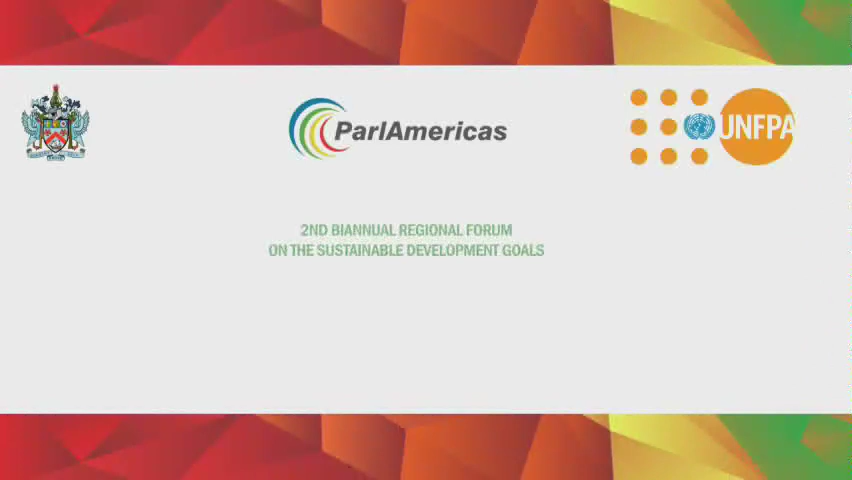 ParlAmericas
UNFPA
2ND BIANNUAL REGIONAL FORUM
ON THE SUSTAINABLE DEVELOPMENT GOALS